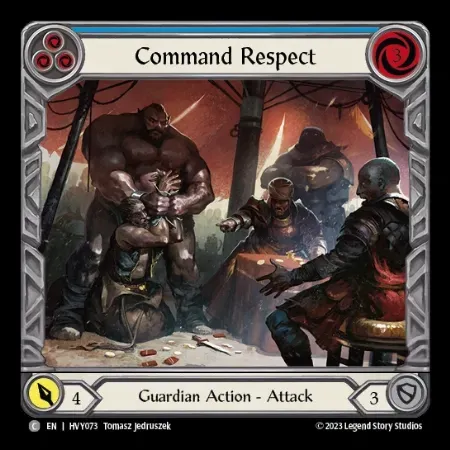 Command Respect
3
4
Guardian Action - Attack
3
C EN | HVY073 Tomasz Jedruszek
©2023 Legend Story Studios